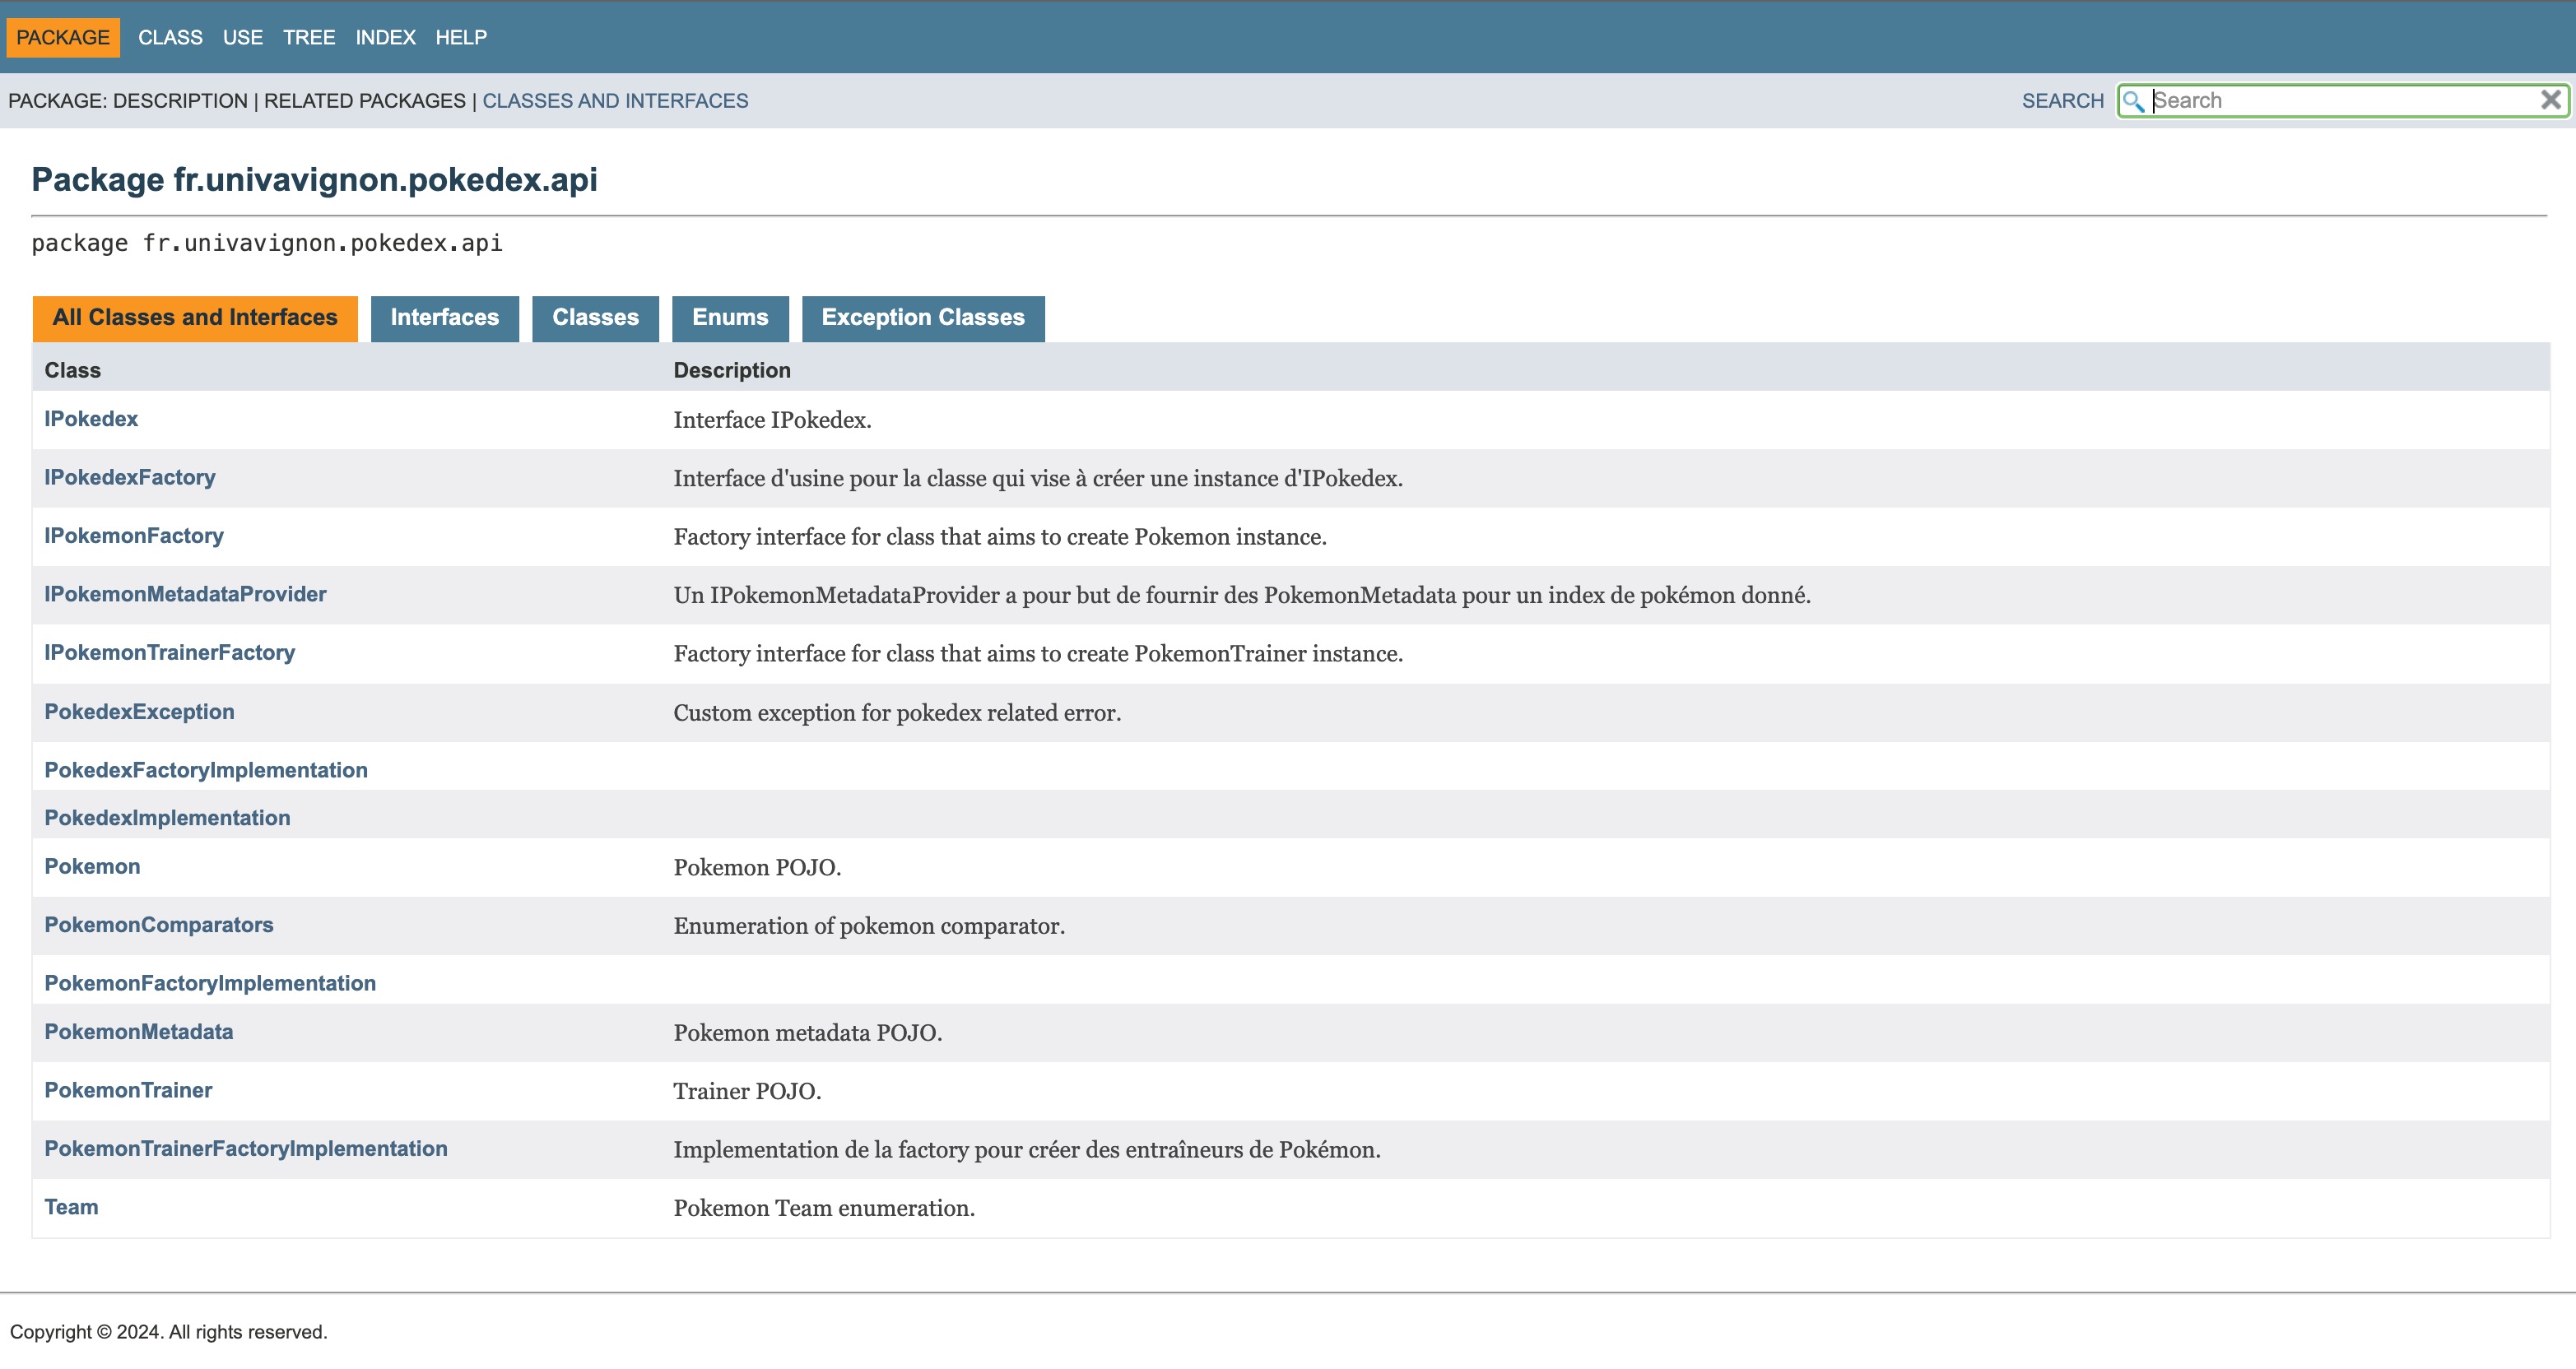 PACKAGE CLASS USE TREE INDEX HELP
PACKAGE: DESCRIPTION | RELATED PACKAGES | CLASSES AND INTERFACES SEARCH Search
Package fr.univavignon.pokedex.api
package fr.univavignon.pokedex.api
All Classes and Interfaces Interfaces Classes Enums Exception Classes
Class Description
IPokedex Interface IPokedex.
IPokedexFactory Interface d'usine pour la classe qui vise à créer une instance d'IPokedex.
IPokemonFactory Factory interface for class that aims to create Pokemon instance.
IPokemonMetadataProvider Un IPokemonMetadataProvider a pour but de fournir des PokemonMetadata pour un index de pokémon donné.
IPokemonTrainerFactory Factory interface for class that aims to create PokemonTrainer instance.
PokedexException Custom exception for pokedex related error.
PokedexFactoryImplementation
PokedexImplementation
Pokemon Pokemon POJO.
PokemonComparators Enumeration of pokemon comparator.
PokemonFactoryImplementation
PokemonMetadata Pokemon metadata POJO.
PokemonTrainer Trainer POJO.
PokemonTrainerFactoryImplementation Implementation de la factory pour créer des entraîneurs de Pokémon.
Team Pokemon Team enumeration.
Copyright © 2024. All rights reserved.